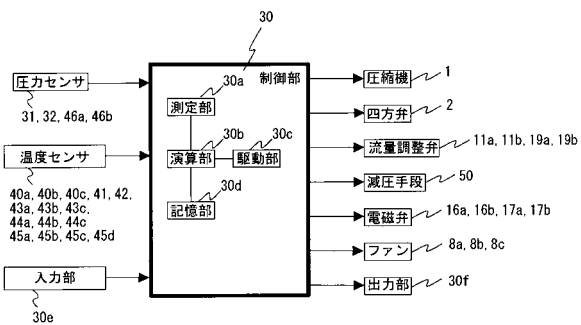 30
制御部
30a
測定部
30b
演算部
30c
駆動部
30d
記憶部
圧力センサ
31, 32, 46a, 46b
温度センサ
40a, 40b, 40c, 41, 42,
43a, 43b, 43c,
44a, 44b, 44c
45a, 45b, 45c, 45d
入力部
30e
圧縮機
1
四方弁
2
流量調整弁
11a, 11b, 19a, 19b
減圧手段
50
電磁弁
16a, 16b, 17a, 17b
ファン
8a, 8b, 8c
出力部
30f